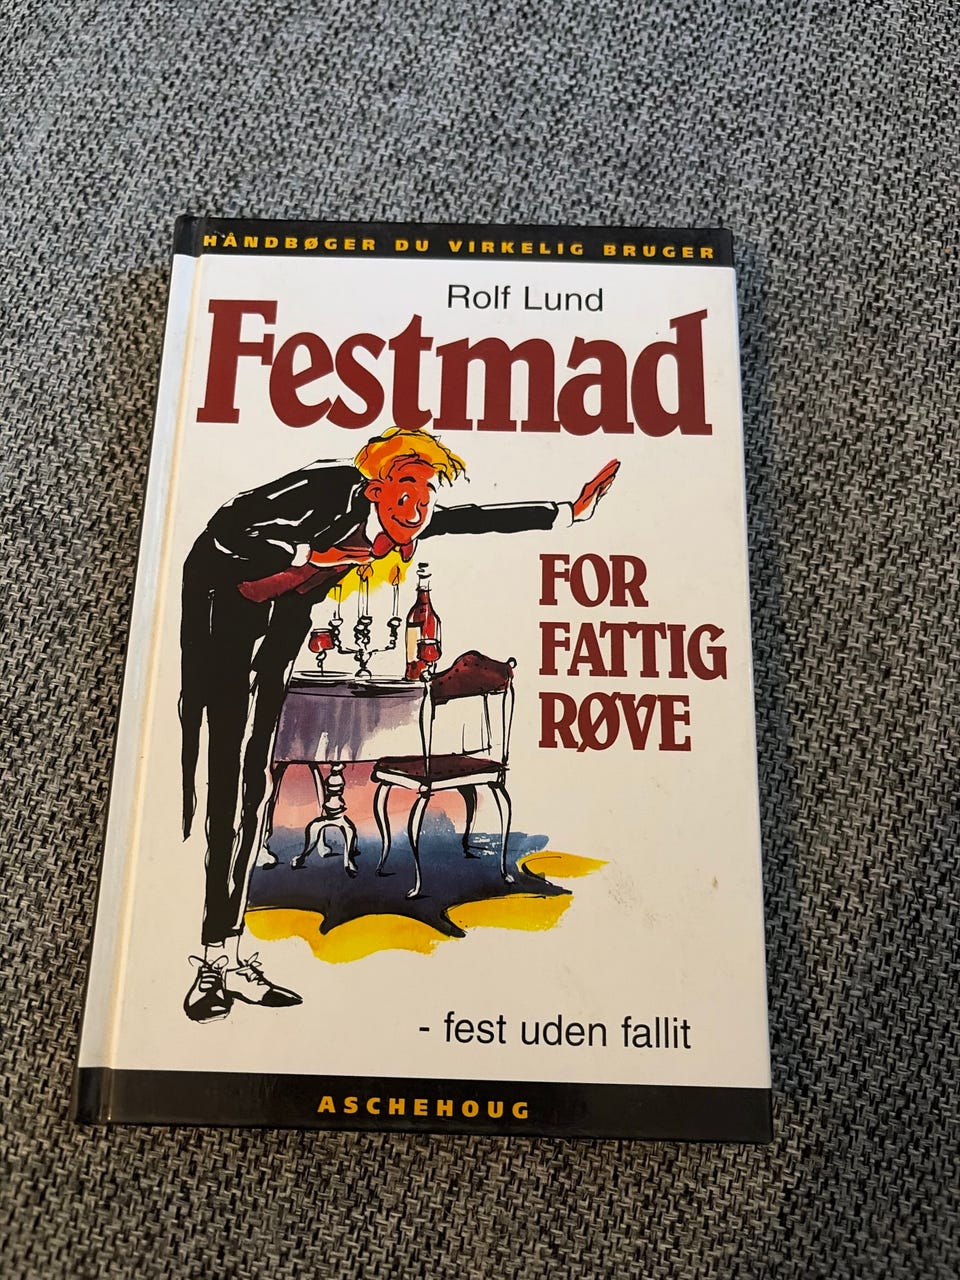 HÅNDBØGER DU VIRKELIG BRUGER
Rolf Lund
Festmad
FOR
FATTIG
RØVE
- fest uden fallit
ASCHEHOUG